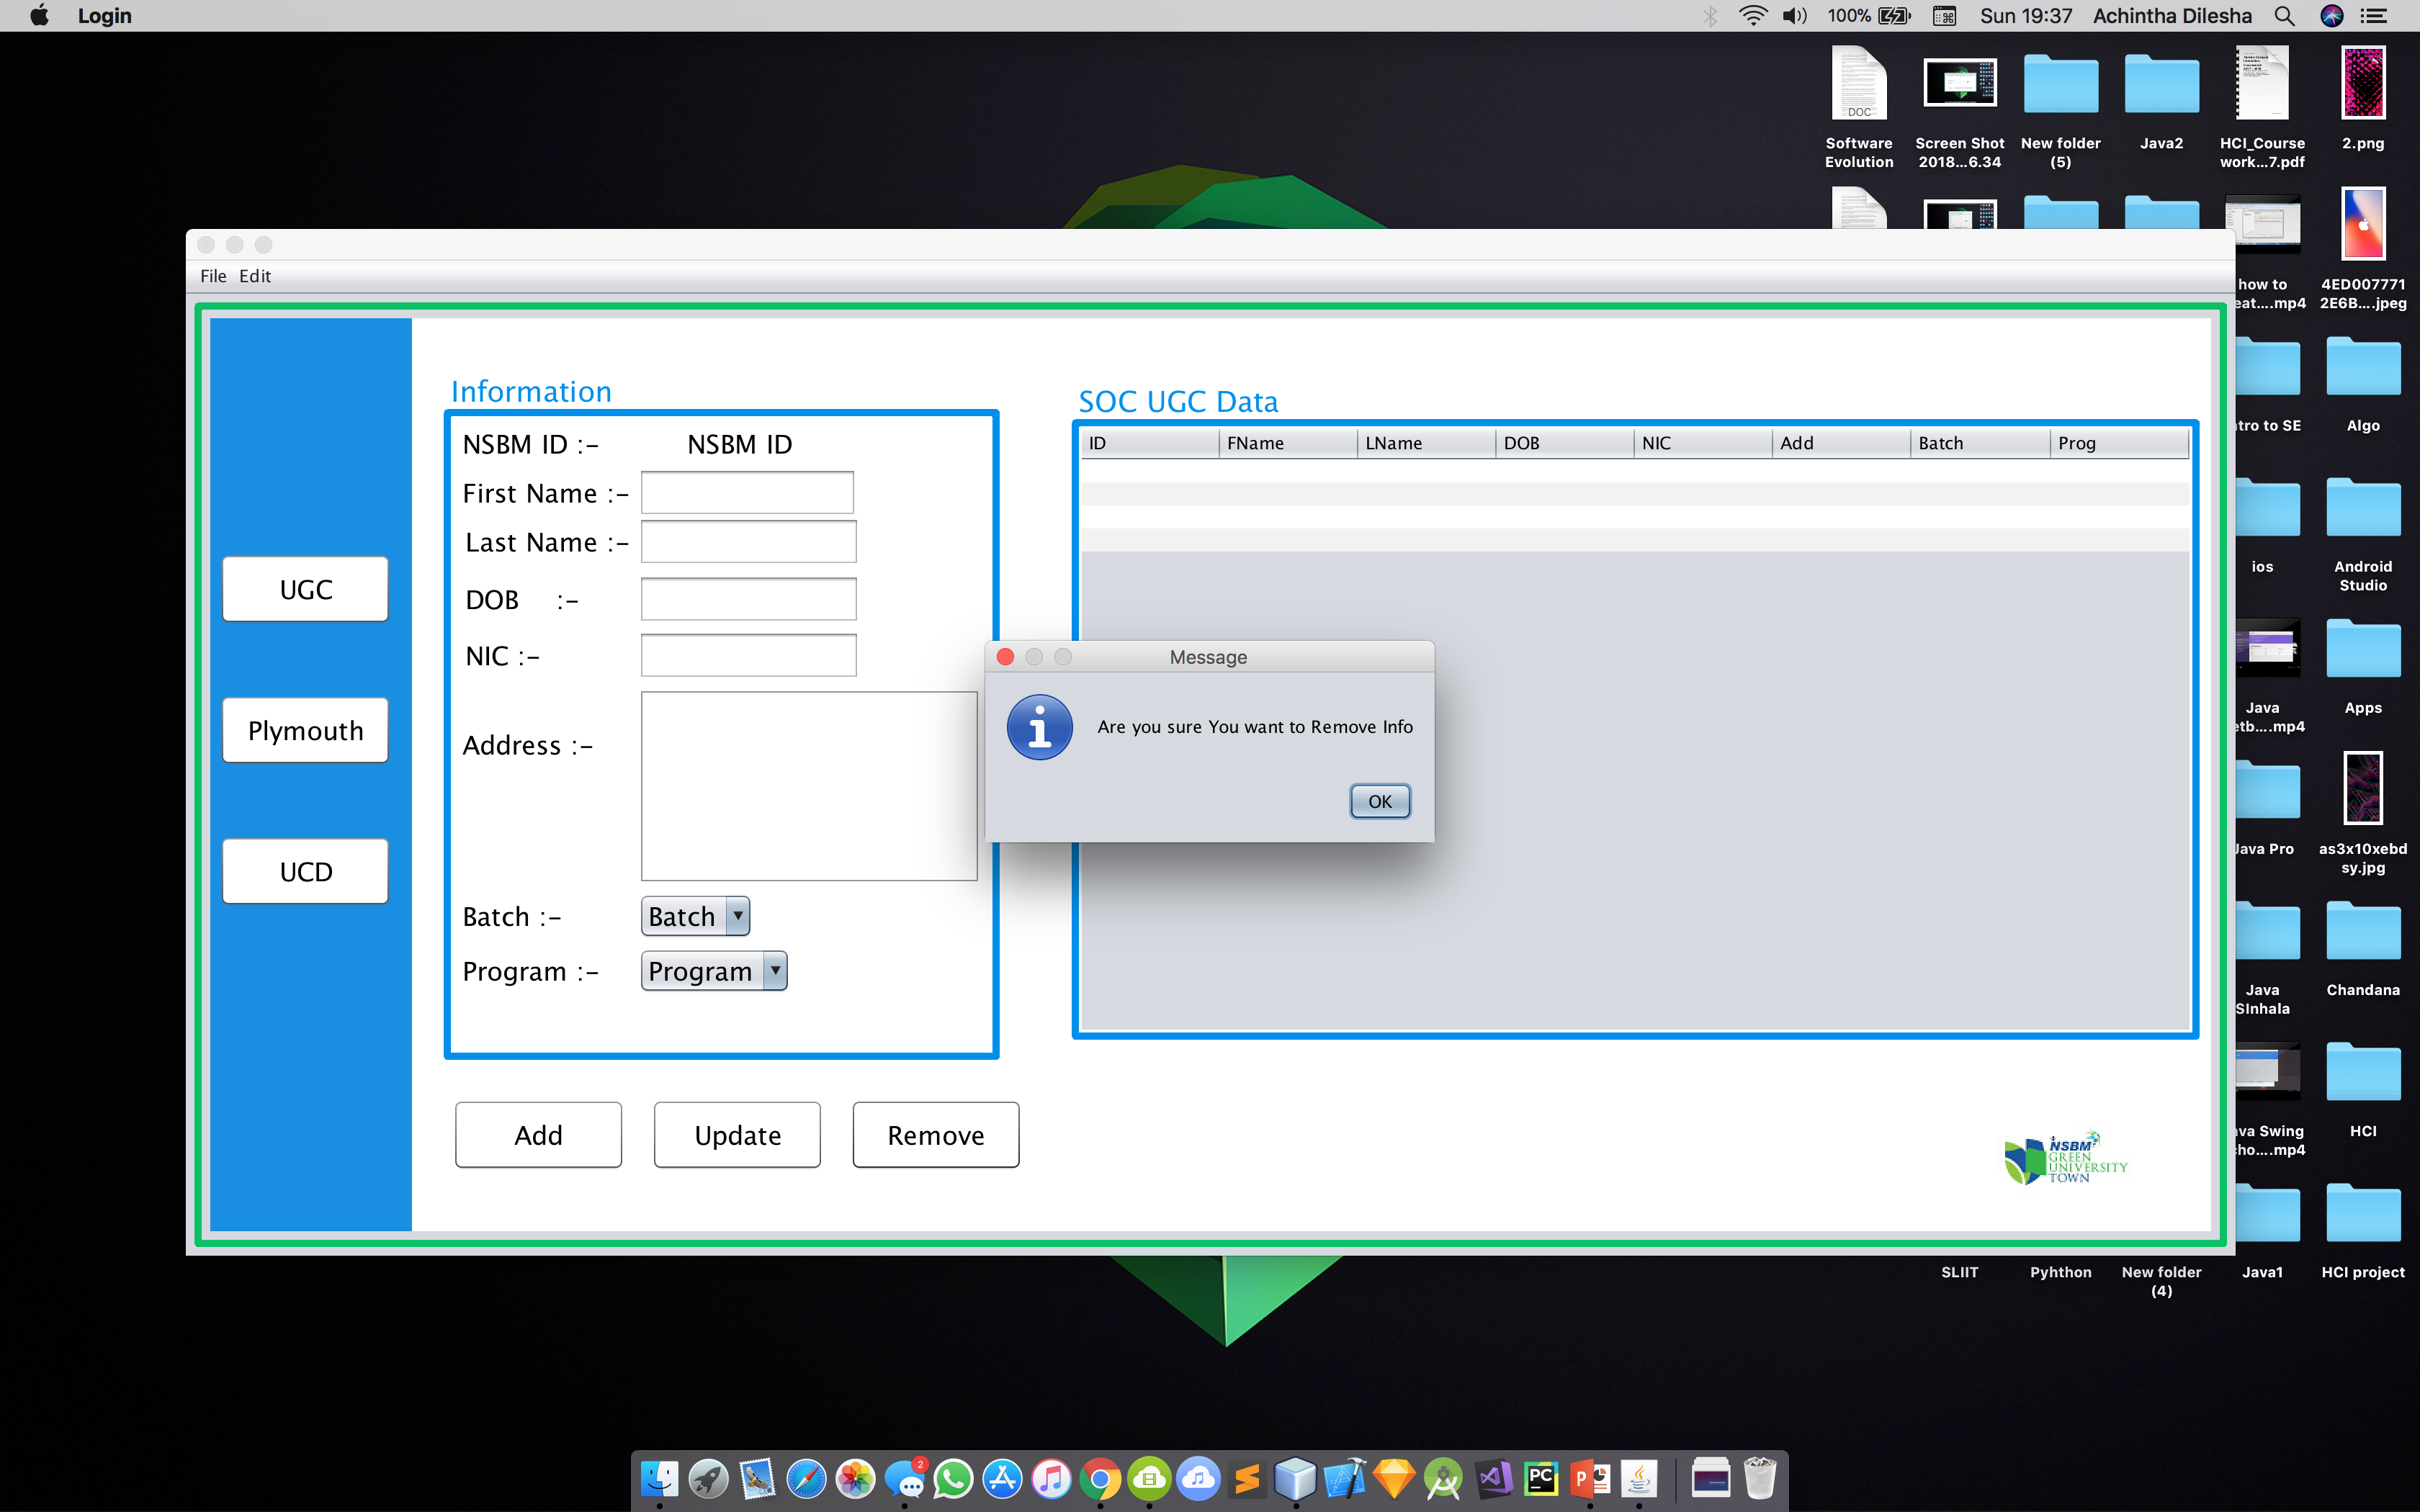 Login
100%
Sun 19:37
Achintha Dilesha
DOC
Software Evolution
Screen Shot 2018...6.34
New folder (5)
Java2
HCI_Course work...7.pdf
2.png
File Edit
how to
eat....mp4
4ED007771 2E6B....jpeg
Information
SOC UGC Data
NSBM ID :- NSBM ID
ID FName LName DOB NIC Add Batch Prog
First Name :-
Last Name :-
DOB :-
NIC :-
Address :-
Batch :- Batch
Program :- Program
UGC
Plymouth
UCD
Message
Are you sure You want to Remove Info
OK
Add
Update
Remove
NSBM
GREEN
UNIVERSITY
TOWN
tro to SE
Algo
ios
Android Studio
Java
etb....mp4
Apps
Java Pro
as3x10xebd sy.jpg
Java SInhala
Chandana
va Swing
ho....mp4
HCI
SLIIT
Pyhthon
New folder (4)
Java1
HCI project
2
PC
P